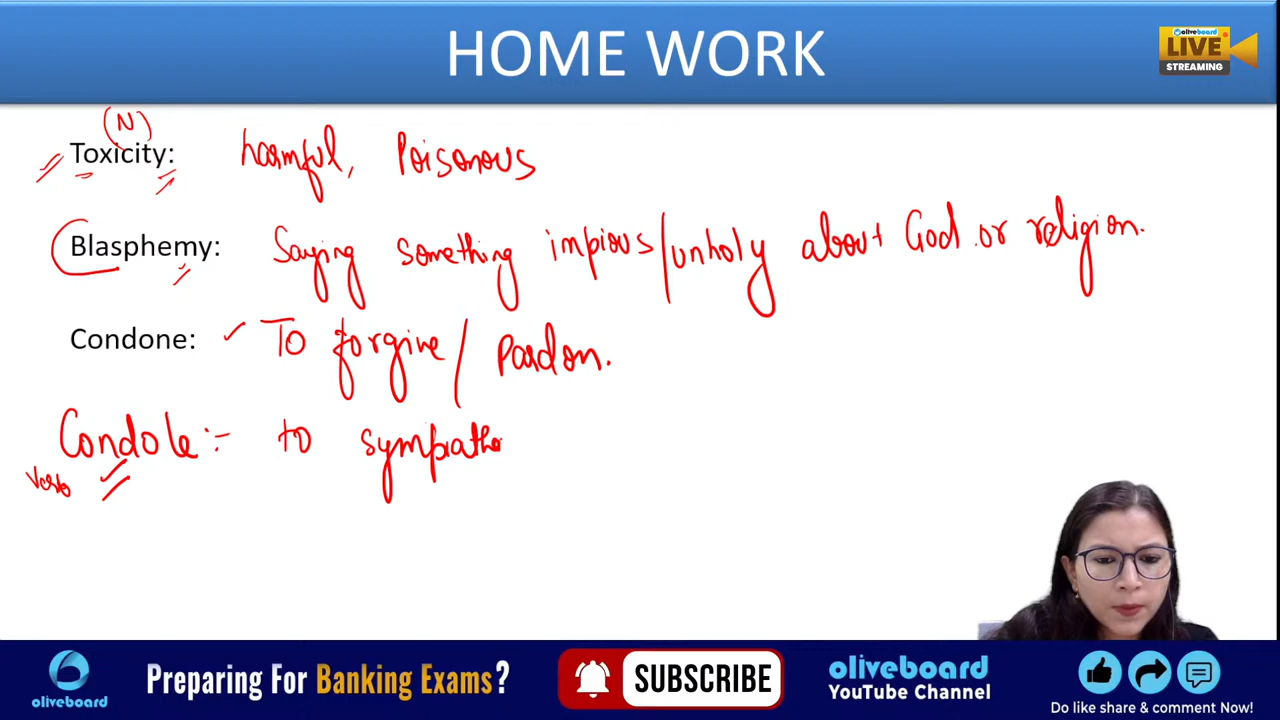 HOME WORK
oliveboard
LIVE
STREAMING
(N)
Toxicity: harmful, Poisonous
Blasphemy: Saying something impious/unholy about God or religion.
Condone: To forgive/ Pardon.
Condole:- to sympathe
Verb
oliveboard
Preparing For Banking Exams?
SUBSCRIBE
oliveboard
YouTube Channel
Do like share & comment Now!